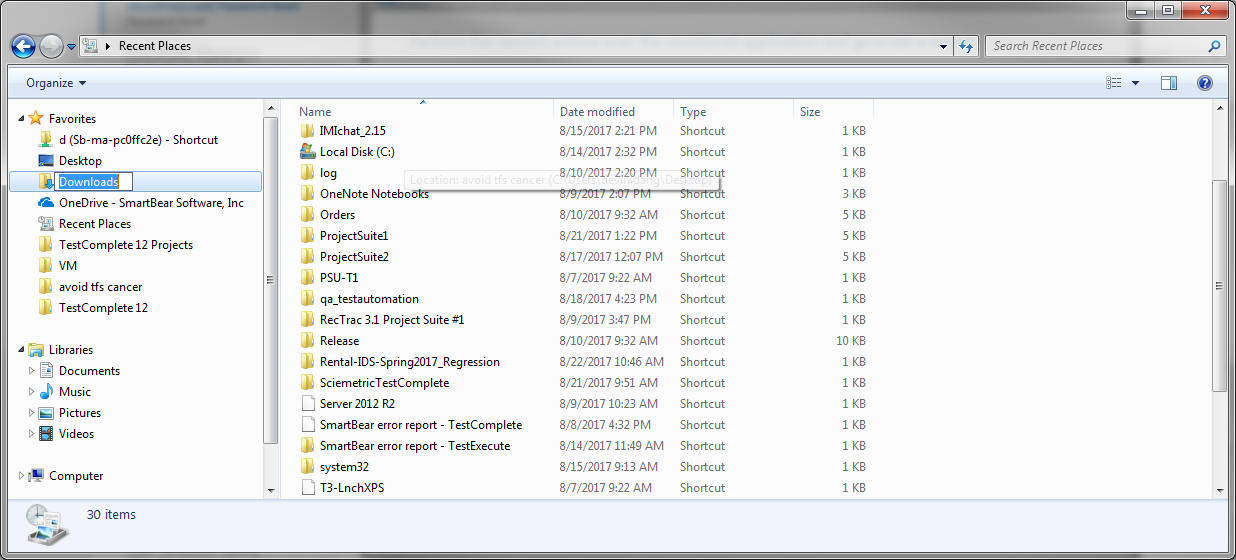 Recent Places
Search Recent Places
Organize
Favorites
d (Sb-ma-pc0ffc2e) - Shortcut
Desktop
Downloads
OneDrive - SmartBear Software, Inc
Recent Places
TestComplete 12 Projects
VM
avoid tfs cancer
TestComplete 12
Libraries
Documents
Music
Pictures
Videos
Computer
Name Date modified Type Size
IMIchat_2.15 8/15/2017 2:21 PM Shortcut 1 KB
Local Disk (C:) 8/14/2017 2:32 PM Shortcut 1 KB
log 8/10/2017 2:20 PM Shortcut 1 KB
Location: avoid tfs cancer (C:\Users\devin.dang\Desktop)
OneNote Notebooks 8/9/2017 2:07 PM Shortcut 3 KB
Orders 8/10/2017 9:32 AM Shortcut 5 KB
ProjectSuite1 8/21/2017 1:22 PM Shortcut 5 KB
ProjectSuite2 8/17/2017 12:07 PM Shortcut 5 KB
PSU-T1 8/7/2017 9:22 AM Shortcut 1 KB
qa_testautomation 8/18/2017 4:23 PM Shortcut 1 KB
RecTrac 3.1 Project Suite #1 8/9/2017 3:47 PM Shortcut 1 KB
Release 8/10/2017 9:32 AM Shortcut 10 KB
Rental-IDS-Spring2017_Regression 8/22/2017 10:46 AM Shortcut 1 KB
SciemetricTestComplete 8/21/2017 9:51 AM Shortcut 1 KB
Server 2012 R2 8/9/2017 10:23 AM Shortcut 1 KB
SmartBear error report - TestComplete 8/8/2017 4:32 PM Shortcut 1 KB
SmartBear error report - TestExecute 8/14/2017 11:49 AM Shortcut 1 KB
system32 8/15/2017 9:13 AM Shortcut 1 KB
T3-LnchXPS 8/7/2017 9:22 AM Shortcut 1 KB
30 items